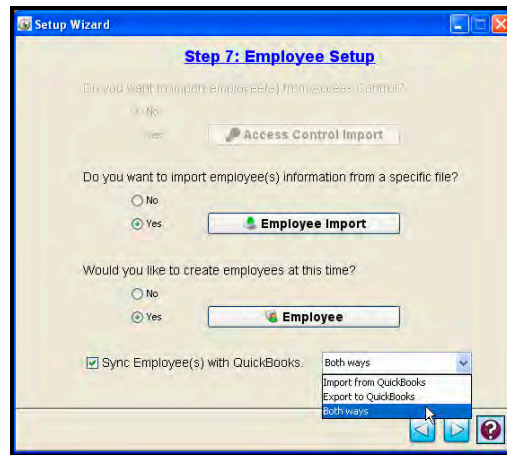 Setup Wizard
Step 7: Employee Setup
Do you want to import employee(s) from Access Control?
No
Yes
Access Control Import
Do you want to import employee(s) information from a specific file?
No
Yes
Employee Import
Would you like to create employees at this time?
No
Yes
Employee
Sync Employee(s) with QuickBooks.
Both ways
Import from QuickBooks
Export to QuickBooks
Both ways
?